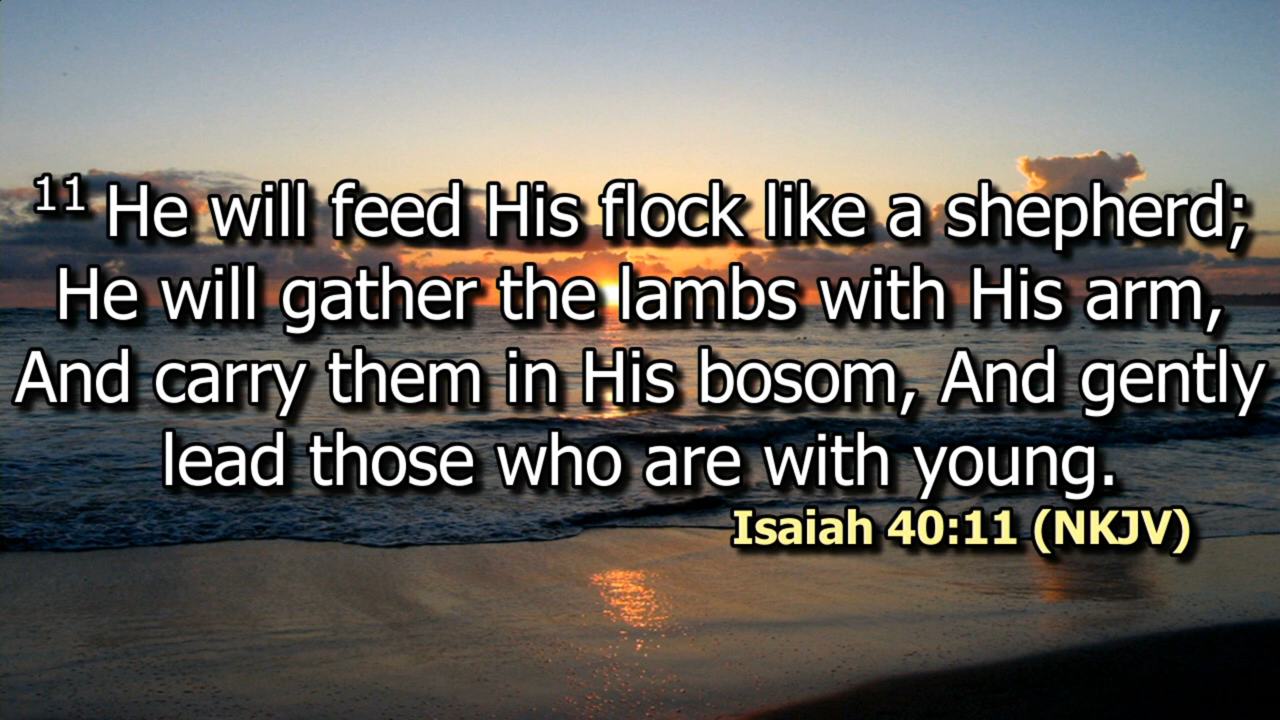 11 He will feed His flock like a shepherd;
He will gather the lambs with His arm,
And carry them in His bosom, And gently
lead those who are with young.
Isaiah 40:11 (NKJV)